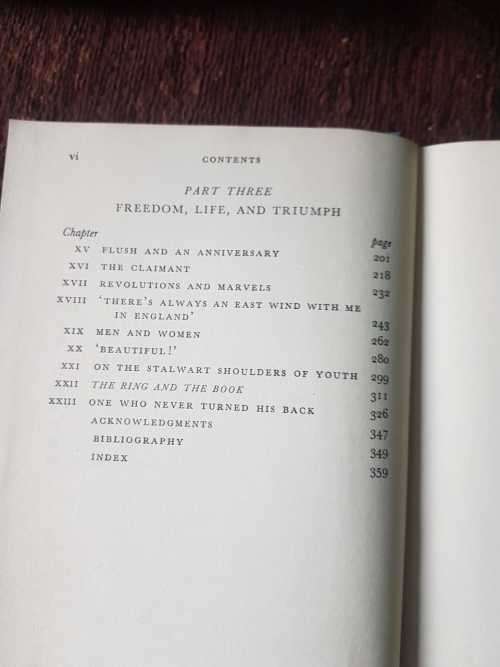 vi CONTENTS
PART THREE
FREEDOM, LIFE, AND TRIUMPH
Chapter page
XV FLUSH AND AN ANNIVERSARY 201
XVI THE CLAIMANT 218
XVII REVOLUTIONS AND MARVELS 232
XVIII ‘THERE’S ALWAYS AN EAST WIND WITH ME
IN ENGLAND’ 243
XIX MEN AND WOMEN 262
XX ‘BEAUTIFUL!’ 280
XXI ON THE STALWART SHOULDERS OF YOUTH 299
XXII THE RING AND THE BOOK 311
XXIII ONE WHO NEVER TURNED HIS BACK 326
ACKNOWLEDGMENTS 347
BIBLIOGRAPHY 349
INDEX 359